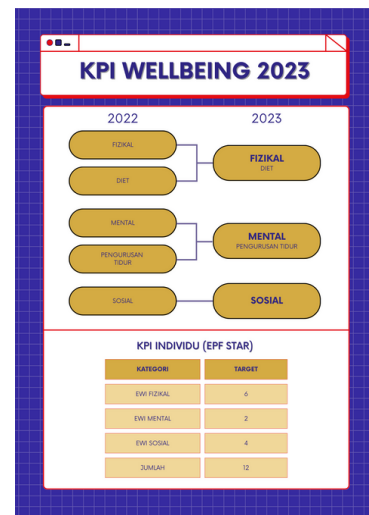 KPI WELLBEING 2023
2022 2023
FIZIKAL
DIET
FIZIKAL
DIET
MENTAL
PENGURUSAN
TIDUR
MENTAL
PENGURUSAN TIDUR
SOSIAL
SOSIAL
KPI INDIVIDU (EPF STAR)
KATEGORI TARGET
EWI FIZIKAL 6
EWI MENTAL 2
EWI SOSIAL 4
JUMLAH 12